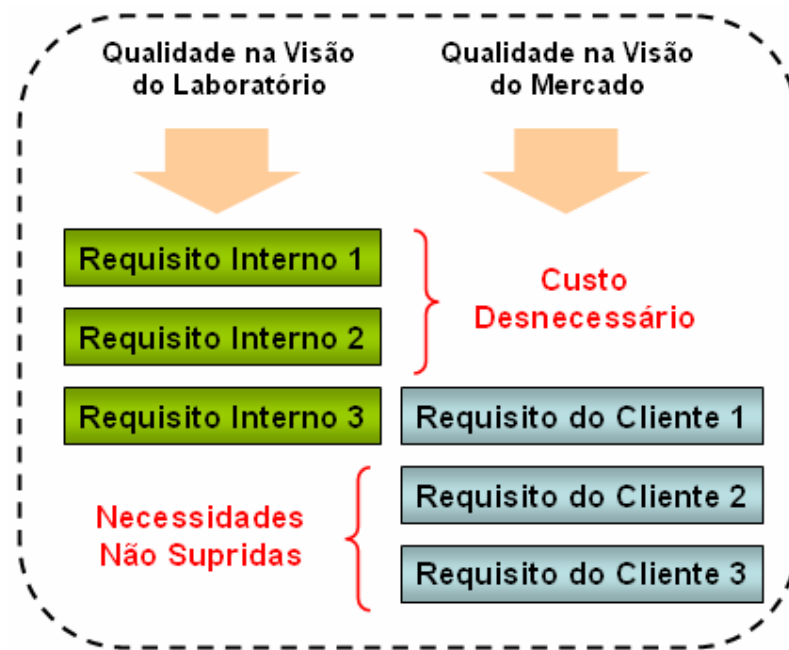 Qualidade na Visão
do Laboratório
Qualidade na Visão
do Mercado
Requisito Interno 1
Requisito Interno 2
Requisito Interno 3
Custo
Desnecessário
Requisito do Cliente 1
Requisito do Cliente 2
Requisito do Cliente 3
Necessidades
Não Supridas